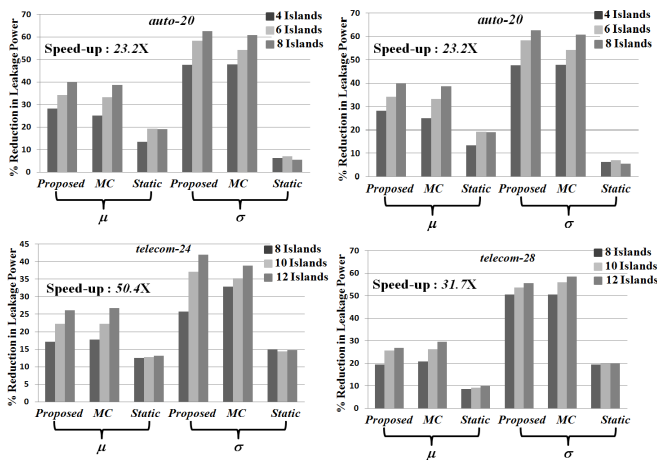 auto-20
Speed-up : 23.2X
4 Islands
6 Islands
8 Islands
% Reduction in Leakage Power
70
60
50
40
30
20
10
0
Proposed MC Static Proposed MC Static
μ σ
auto-20
Speed-up : 23.2X
4 Islands
6 Islands
8 Islands
% Reduction in Leakage Power
70
60
50
40
30
20
10
0
Proposed MC Static Proposed MC Static
μ σ
telecom-24
Speed-up : 50.4X
8 Islands
10 Islands
12 Islands
% Reduction in Leakage Power
45
40
35
30
25
20
15
10
5
0
Proposed MC Static Proposed MC Static
μ σ
telecom-28
Speed-up : 31.7X
8 Islands
10 Islands
12 Islands
% Reduction in Leakage Power
70
60
50
40
30
20
10
0
Proposed MC Static Proposed MC Static
μ σ